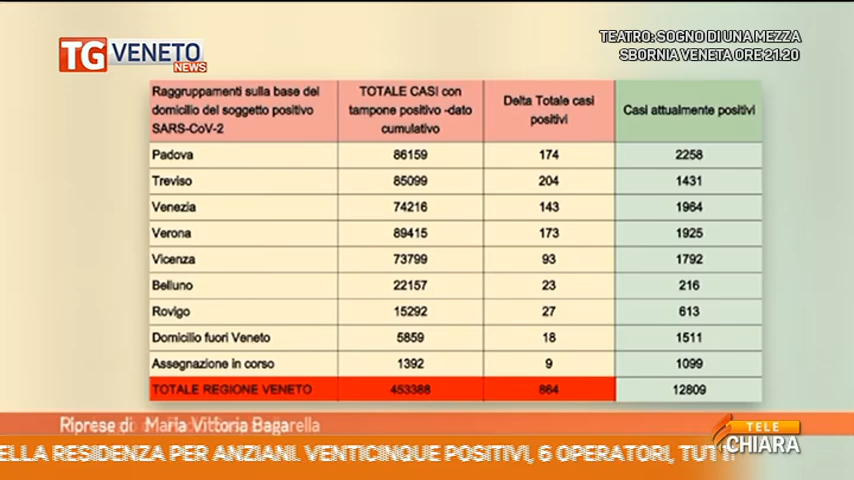 TG VENETO
NEWS
TEATRO: SOGNO DI UNA MEZZA
SBORNIA VENETA ORE 21.20
Raggruppamenti sulla base del domicilio del soggetto positivo SARS-CoV-2 TOTALE CASI con tampone positivo -dato cumulativo Delta Totale casi positivi Casi attualmente positivi
Padova 86159 174 2258
Treviso 85099 204 1431
Venezia 74216 143 1964
Verona 89415 173 1925
Vicenza 73799 93 1792
Belluno 22157 23 216
Rovigo 15292 27 613
Domicilio fuori Veneto 5859 18 1511
Assegnazione in corso 1392 9 1099
TOTALE REGIONE VENETO 453388 864 12809
Riprese di Maria Vittoria Bagarella
ELLA RESIDENZA PER ANZIANI. VENTICINQUE POSITIVI, 6 OPERATORI,
TELE
CHIARA